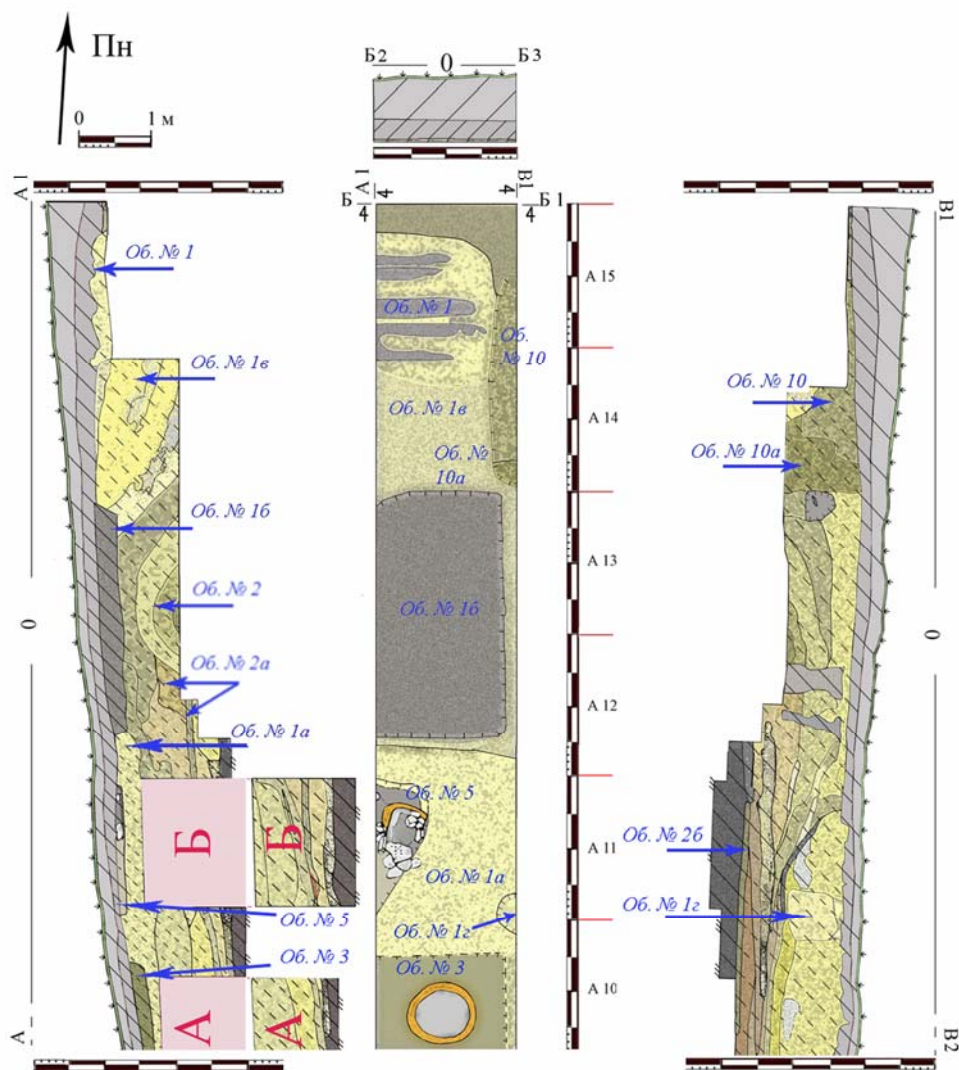 Пн
0 1 м
Б2 0 Б3
А1
А1
4
В1
4
Б
4
Б1
4
В1
Об. № 1
Об. № 1
А 15
Об. № 10
Об. № 1в
Об. № 10
Об. № 1в
А 14
Об. № 10а
Об. № 10а
Об. № 1б
А 13
Об. № 2
Об. № 1б
0
0
Об. № 2а
А 12
Об. № 1а
Об. № 5
Б
Б
А 11
Об. № 2б
Об. № 1а
Об. № 5
Об. № 1г
Об. № 1г
Об. № 3
Об. № 3
А 10
А
А
А
В2